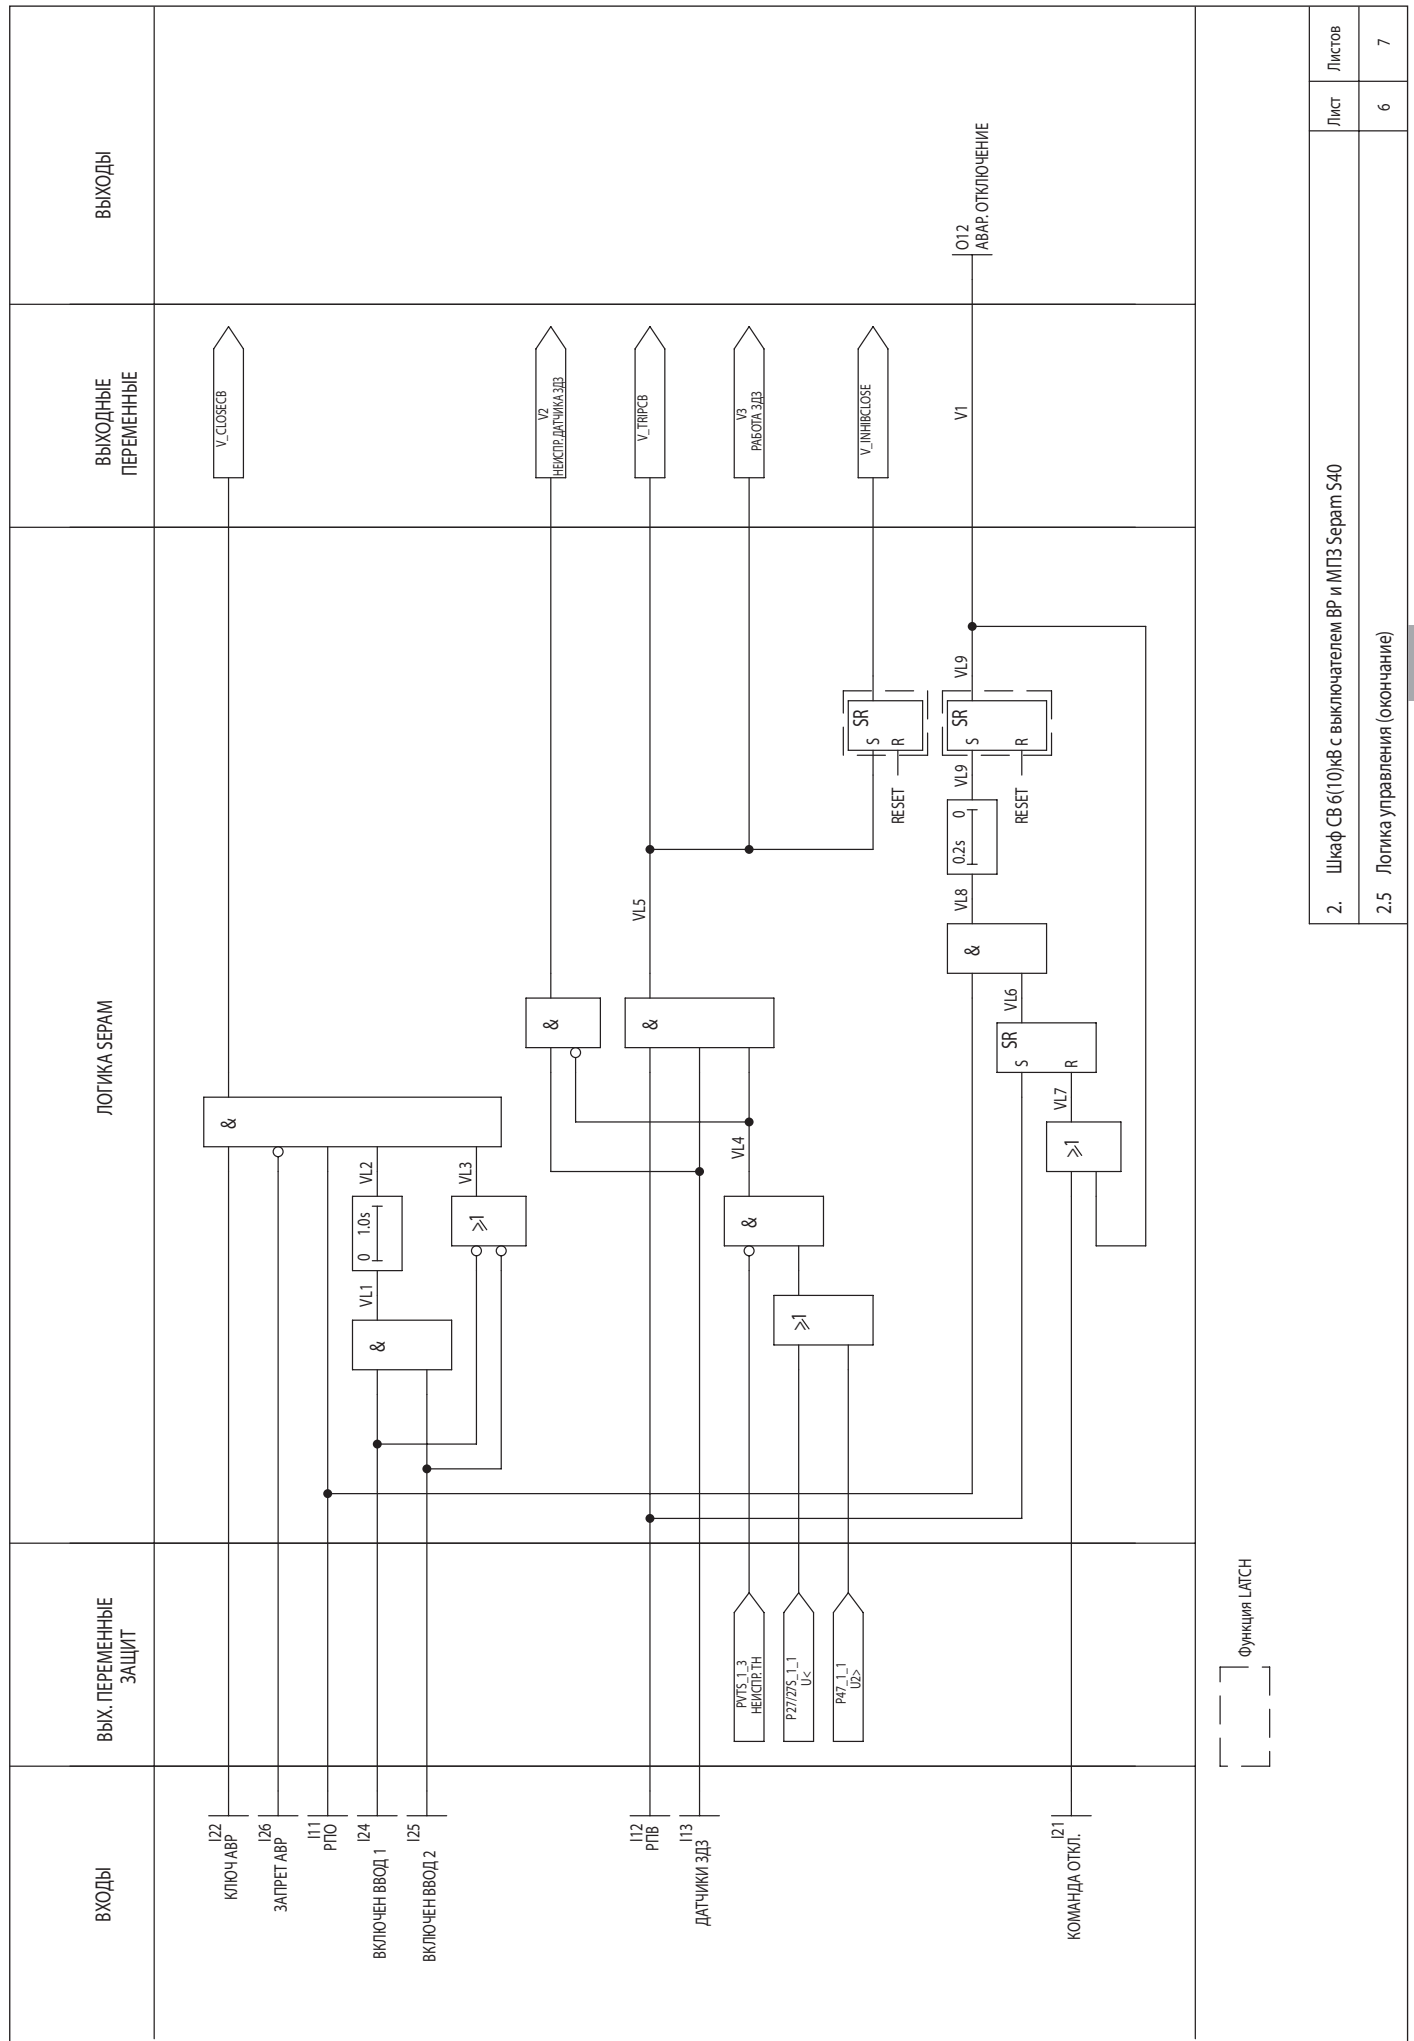 ВХОДЫ
ВЫХ. ПЕРЕМЕННЫЕ
ЗАЩИТ
ЛОГИКА SEPAM
ВЫХОДНЫЕ
ПЕРЕМЕННЫЕ
ВЫХОДЫ
I22
КЛЮЧ АВР
I26
ЗАПРЕТ АВР
I11
РПО
I24
ВКЛЮЧЕН ВВОД 1
I25
ВКЛЮЧЕН ВВОД 2
&
VL1
0 1.0s
VL2
≥1
VL3
&
V_CLOSECB
I12
РПВ
I13
ДАТЧИКИ ЗДЗ
PVTS_1_3
НЕИСПР. ТН
P27/27S_1_1
U<
P47_1_1
U2>
≥1
&
VL4
&
V2
НЕИСПР. ДАТЧИКА ЗДЗ
&
VL5
V_TRIPCB
V3
РАБОТА ЗДЗ
SR
S
R
RESET
V_INHIBCLOSE
I21
КОМАНДА ОТКЛ.
≥1
VL7
SR
S
R
VL6
&
VL8
0.2s 0
VL9
SR
S
R
RESET
VL9
V1
O12
АВАР. ОТКЛЮЧЕНИЕ
Функция LATCH
2. Шкаф СВ 6(10)кВ с выключателем ВР и МПЗ Sepam S40
Лист
Листов
2.5 Логика управления (окончание)
6
7